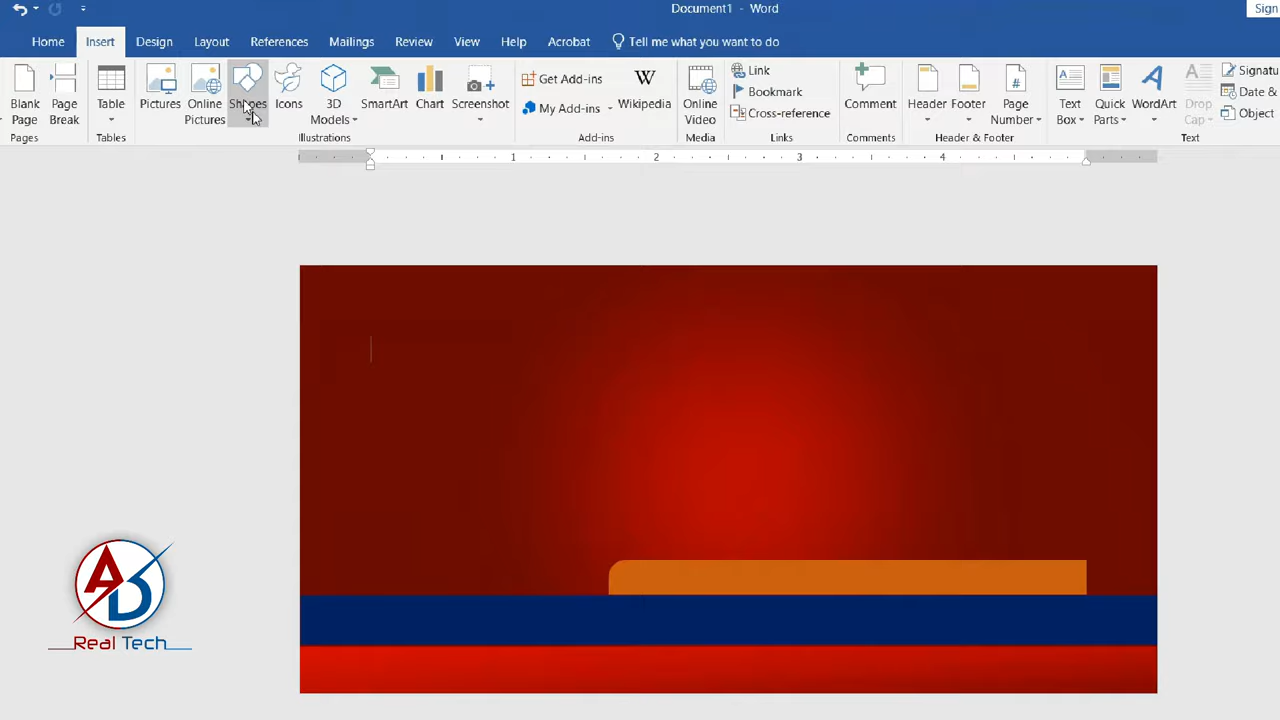 Document1 - Word
Sign
Home Insert Design Layout References Mailings Review View Help Acrobat Tell me what you want to do
Blank Page
Page Break
Table
Pictures
Online Pictures
Shapes
Icons
3D Models
SmartArt
Chart
Screenshot
Get Add-ins
My Add-ins
Wikipedia
Online Video
Link
Bookmark
Cross-reference
Comment
Header
Footer
Page Number
Text Box
Quick Parts
WordArt
Drop Cap
Signatu
Date &
Object
Pages Tables Illustrations Add-ins Media Links Comments Header & Footer Text
1 2 3 4
AD
Real Tech